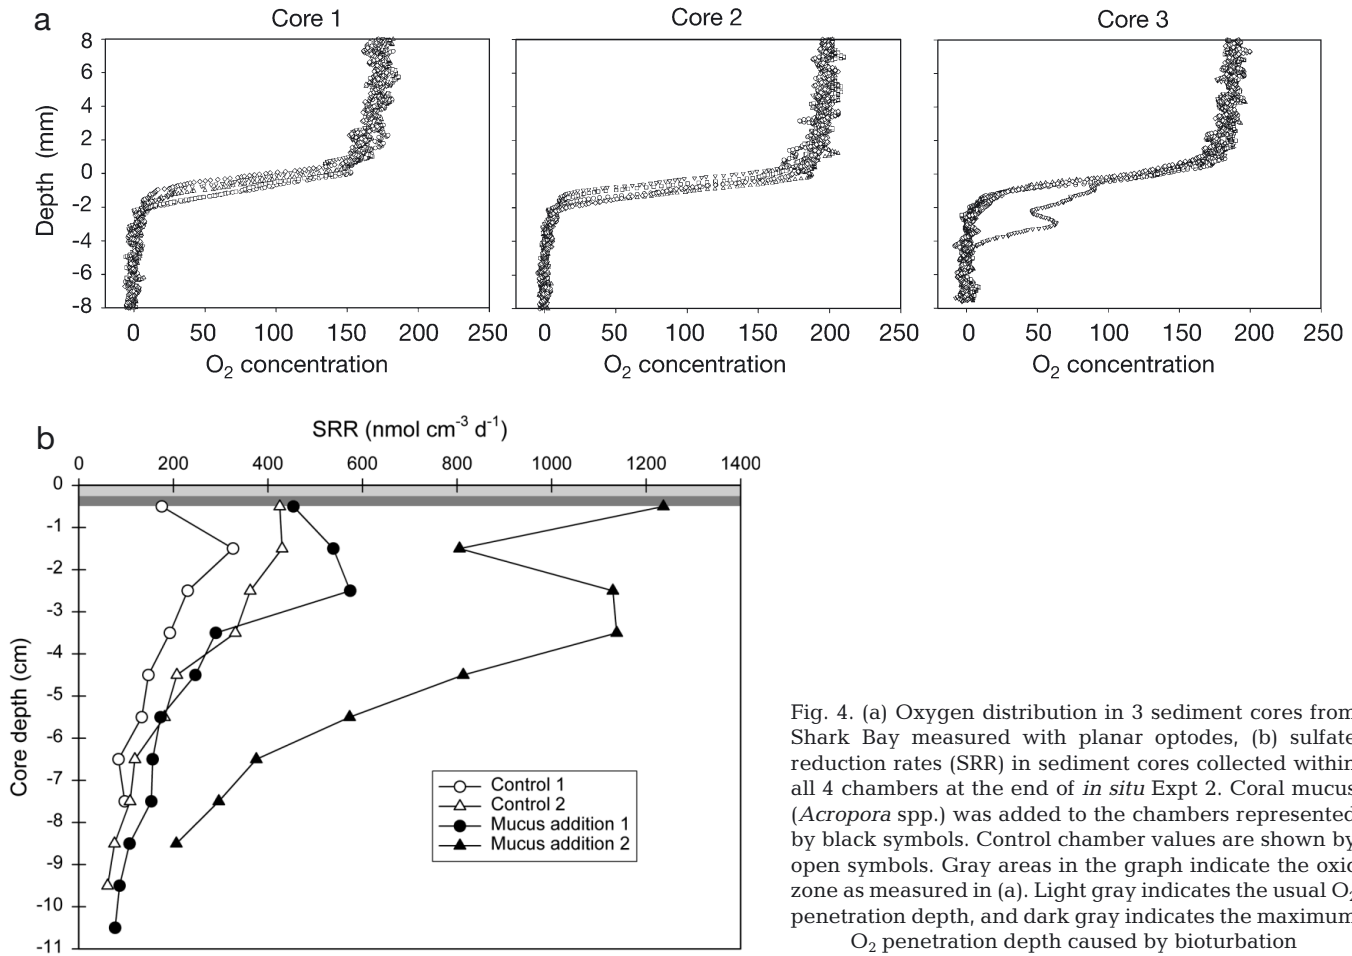 a
Core 1
Core 2
Core 3
8
6
4
2
0
-2
-4
-6
-8
Depth (mm)
0 50 100 150 200 250
0 50 100 150 200 250
0 50 100 150 200 250
O2 concentration
O2 concentration
O2 concentration
b
SRR (nmol cm-3 d-1)
0 200 400 600 800 1000 1200 1400
0
-1
-2
-3
-4
-5
-6
-7
-8
-9
-10
-11
Core depth (cm)
Control 1
Control 2
Mucus addition 1
Mucus addition 2
Fig. 4. (a) Oxygen distribution in 3 sediment cores from
Shark Bay measured with planar optodes, (b) sulfate
reduction rates (SRR) in sediment cores collected within
all 4 chambers at the end of in situ Expt 2. Coral mucus
(Acropora spp.) was added to the chambers represented
by black symbols. Control chamber values are shown by
open symbols. Gray areas in the graph indicate the oxic
zone as measured in (a). Light gray indicates the usual O2
penetration depth, and dark gray indicates the maximum
O2 penetration depth caused by bioturbation